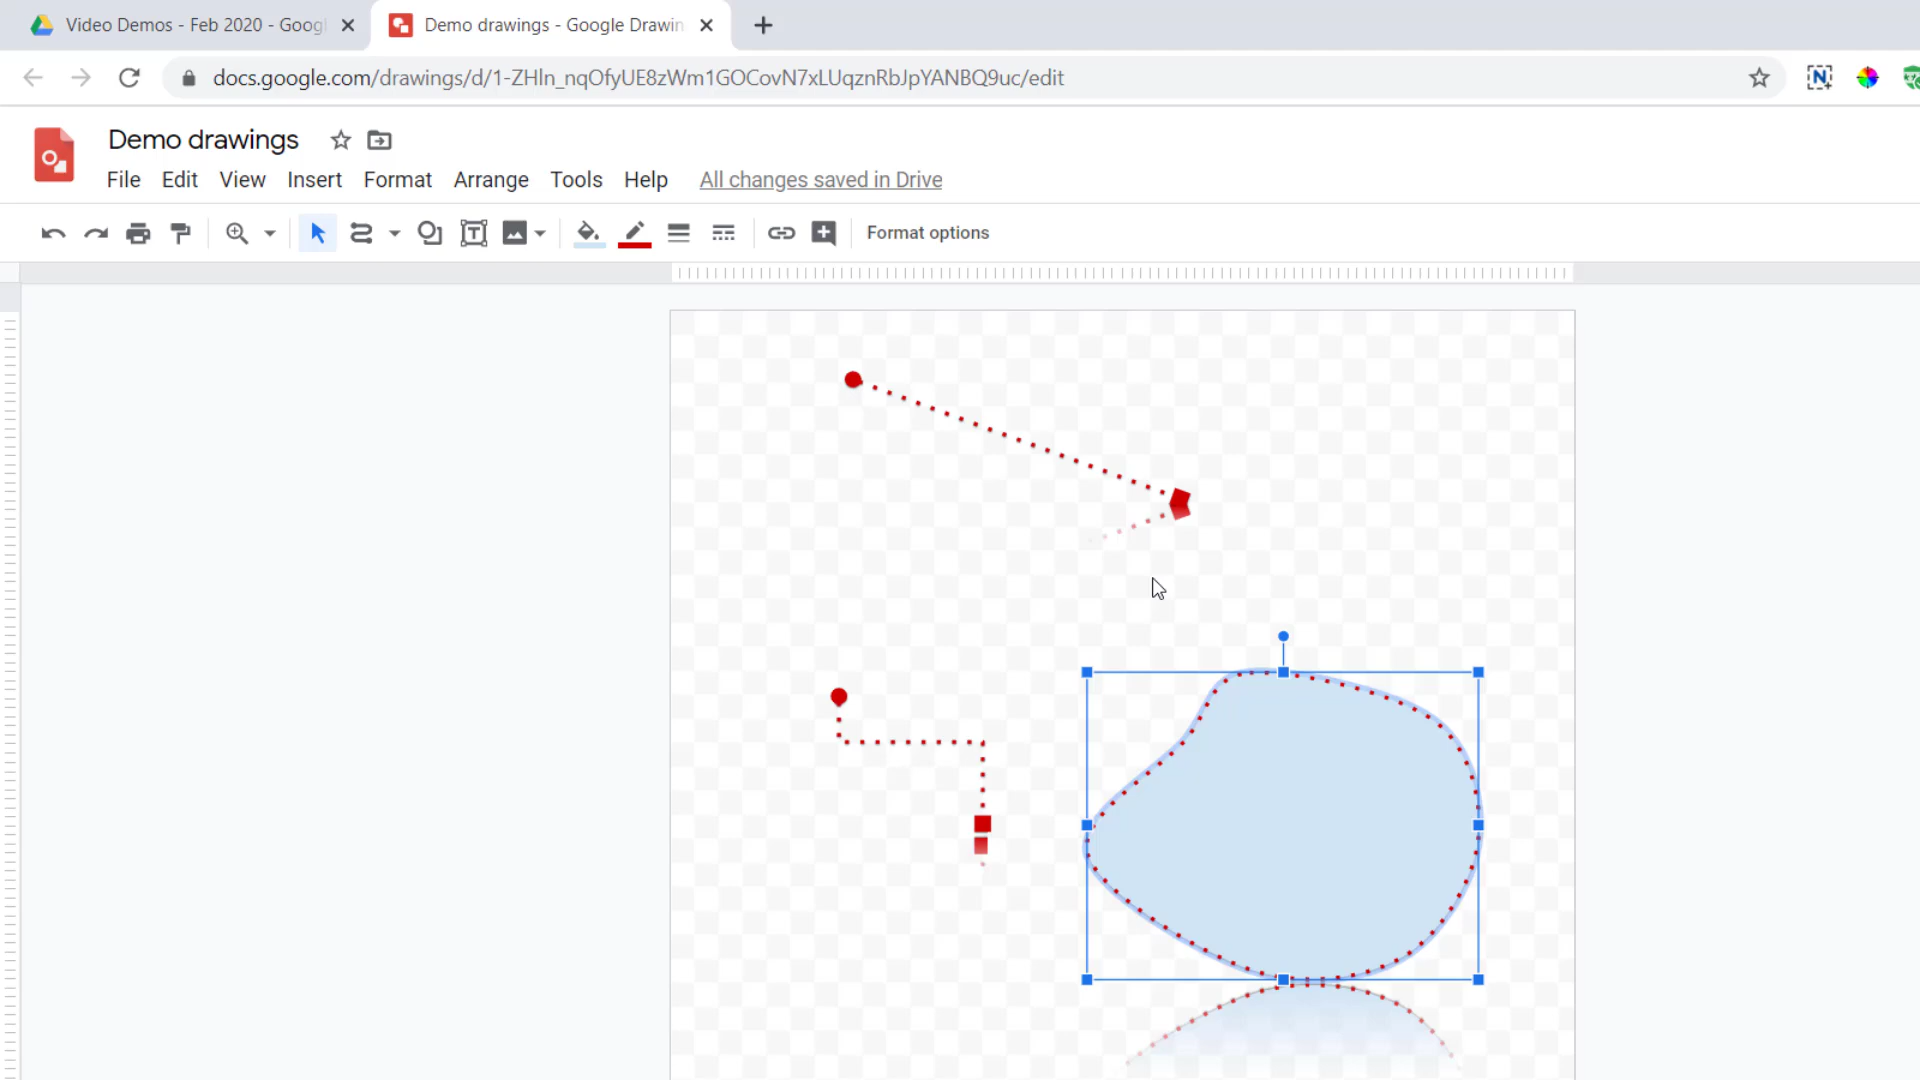 Video Demos - Feb 2020 - Googl
Demo drawings - Google Drawin
docs.google.com/drawings/d/1-ZHln_nqOfyUE8zWm1GOCovN7xLUqznRbJpYANBQ9uc/edit
N
Demo drawings
File Edit View Insert Format Arrange Tools Help All changes saved in Drive
Format options